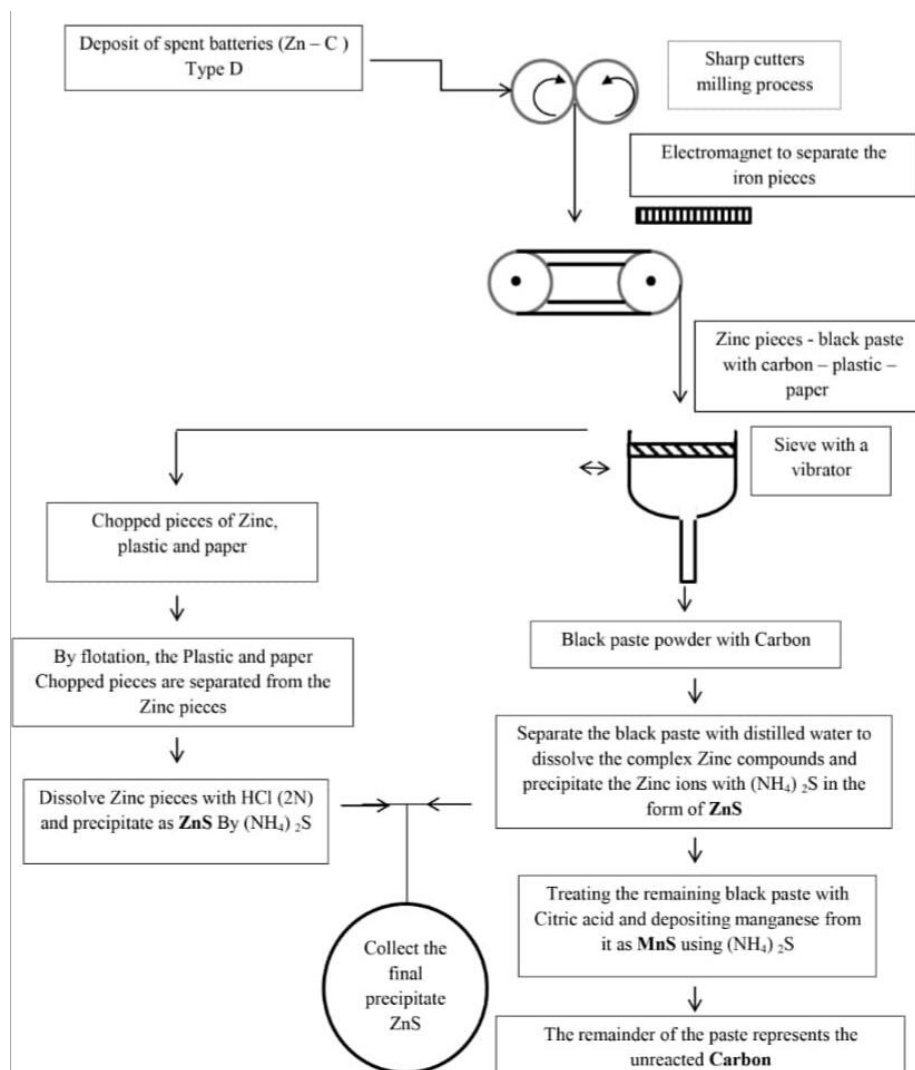 Deposit of spent batteries (Zn – C )
Type D
Sharp cutters
milling process
Electromagnet to separate the
iron pieces
Zinc pieces - black paste
with carbon – plastic –
paper
Sieve with a
vibrator
Chopped pieces of Zinc,
plastic and paper
By flotation, the Plastic and paper
Chopped pieces are separated from the
Zinc pieces
Dissolve Zinc pieces with HCl (2N)
and precipitate as ZnS By (NH₄) ₂S
Collect the
final
precipitate
ZnS
Black paste powder with Carbon
Separate the black paste with distilled water to
dissolve the complex Zinc compounds and
precipitate the Zinc ions with (NH₄) ₂S in the
form of ZnS
Treating the remaining black paste with
Citric acid and depositing manganese from
it as MnS using (NH₄) ₂S
The remainder of the paste represents the
unreacted Carbon